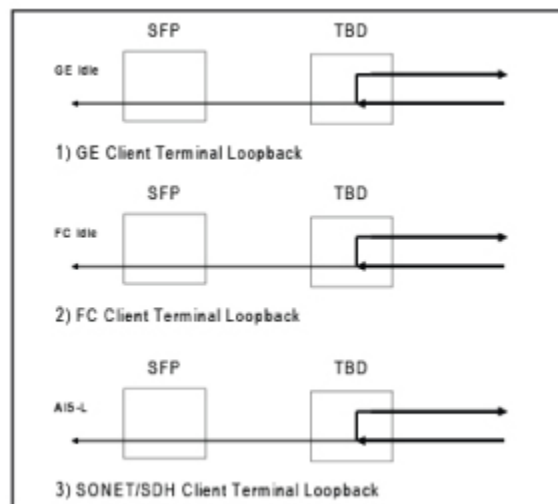 SFP TBD
GE Idle
1) GE Client Terminal Loopback
SFP TBD
FC Idle
2) FC Client Terminal Loopback
SFP TBD
AIS-L
3) SONET/SDH Client Terminal Loopback